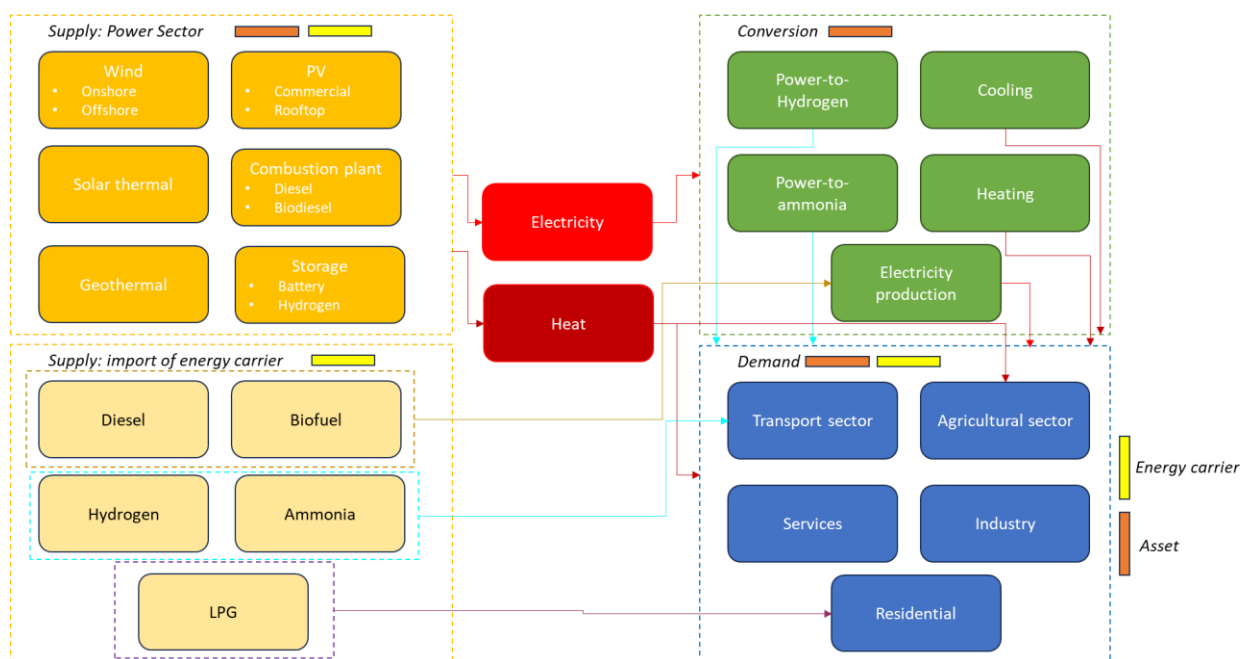 Supply: Power Sector
Wind
• Onshore
• Offshore
PV
• Commercial
• Rooftop
Solar thermal
Combustion plant
• Diesel
• Biodiesel
Geothermal
Storage
• Battery
• Hydrogen
Electricity
Heat
Conversion
Power-to-
Hydrogen
Cooling
Power-to-
ammonia
Heating
Electricity
production
Supply: import of energy carrier
Diesel
Biofuel
Hydrogen
Ammonia
LPG
Demand
Transport sector
Agricultural sector
Services
Industry
Residential
Energy carrier
Asset